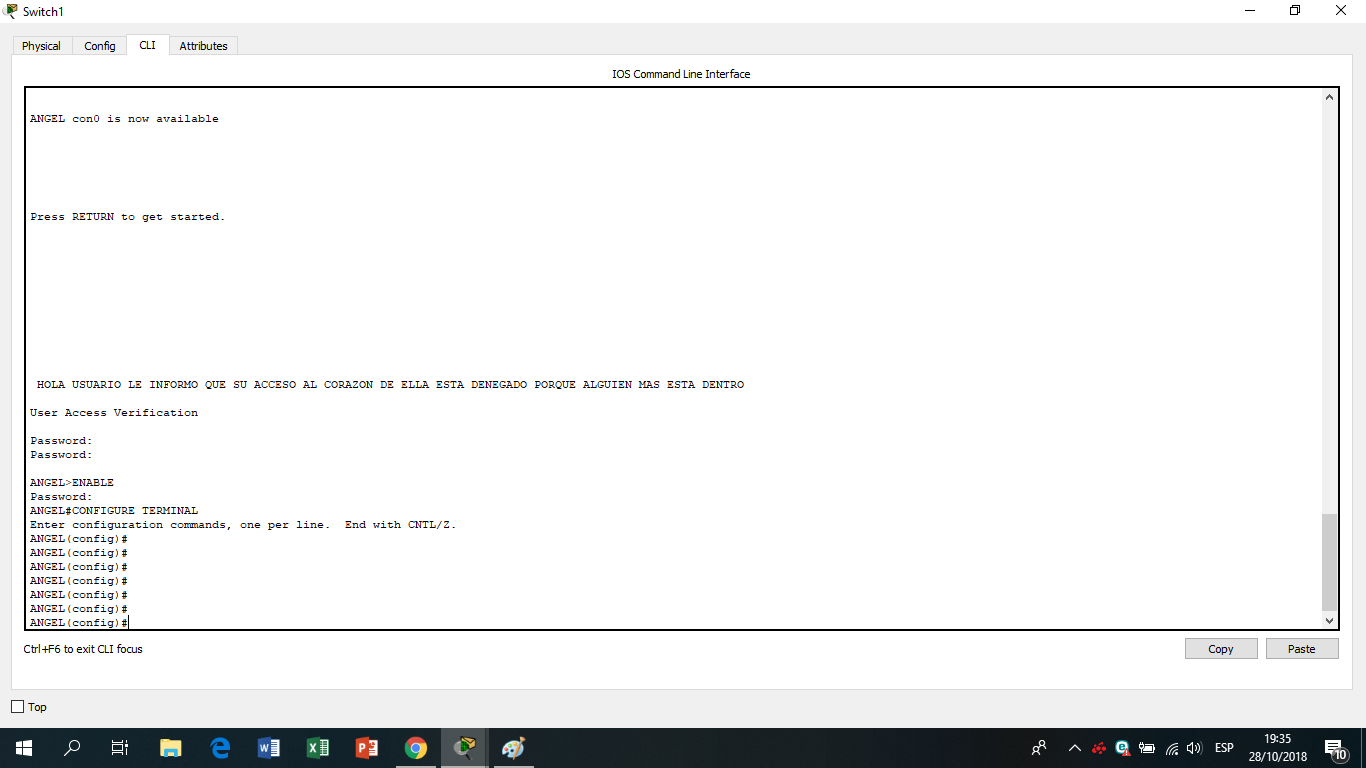 Switch1
Physical Config CLI Attributes
IOS Command Line Interface
ANGEL con0 is now available
Press RETURN to get started.
HOLA USUARIO LE INFORMO QUE SU ACCESO AL CORAZON DE ELLA ESTA DENEGADO PORQUE ALGUIEN MAS ESTA DENTRO
User Access Verification
Password:
Password:
ANGEL>ENABLE
Password:
ANGEL#CONFIGURE TERMINAL
Enter configuration commands, one per line.  End with CNTL/Z.
ANGEL(config)#
ANGEL(config)#
ANGEL(config)#
ANGEL(config)#
ANGEL(config)#
ANGEL(config)#
ANGEL(config)#
Ctrl+F6 to exit CLI focus
Copy Paste
Top
ESP
19:35
28/10/2018
10